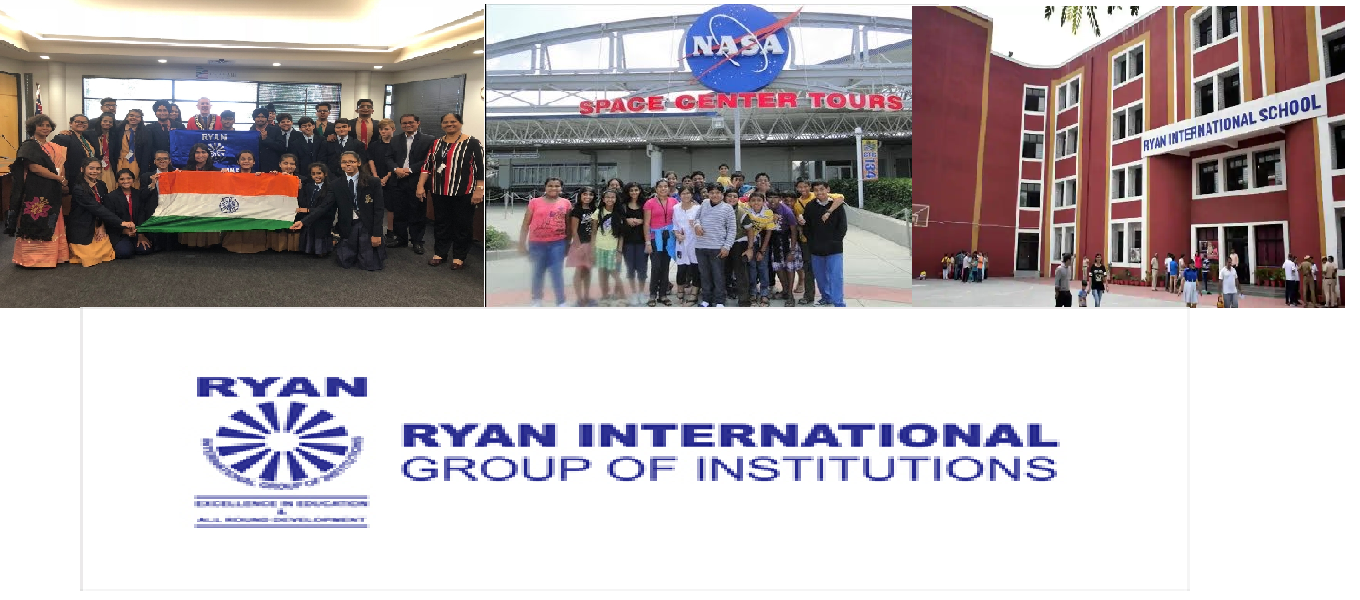 RYAN
NASA
SPACE CENTER TOURS
RYAN INTERNATIONAL SCHOOL
RYAN
INTERNATIONAL GROUP OF INSTITUTIONS
EXCELLENCE IN EDUCATION
&
ALL ROUND DEVELOPMENT
RYAN INTERNATIONAL
GROUP OF INSTITUTIONS